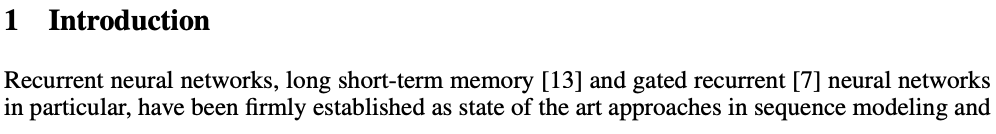 1 Introduction
Recurrent neural networks, long short-term memory [13] and gated recurrent [7] neural networks
in particular, have been firmly established as state of the art approaches in sequence modeling and